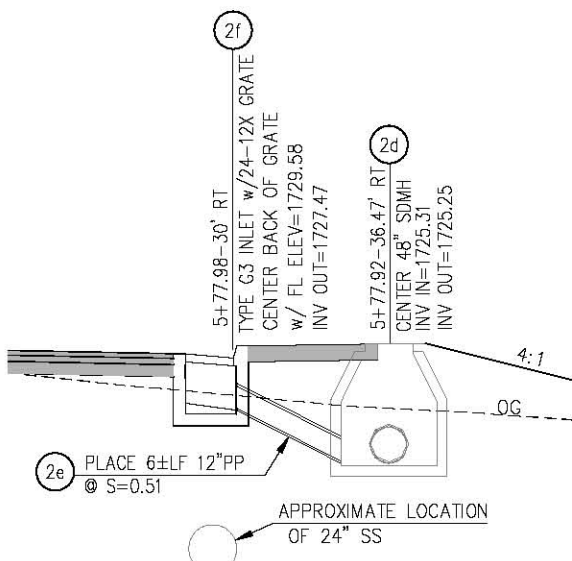 2f
5+77.98-30' RT
TYPE G3 INLET w/24-12X GRATE
CENTER BACK OF GRATE
w/ FL ELEV=1729.58
INV OUT=1727.47
2d
5+77.92-36.47' RT
CENTER 48" SDMH
INV IN=1725.31
INV OUT=1725.25
4:1
OG
2e
PLACE 6±LF 12"PP
@ S=0.51
APPROXIMATE LOCATION
OF 24" SS